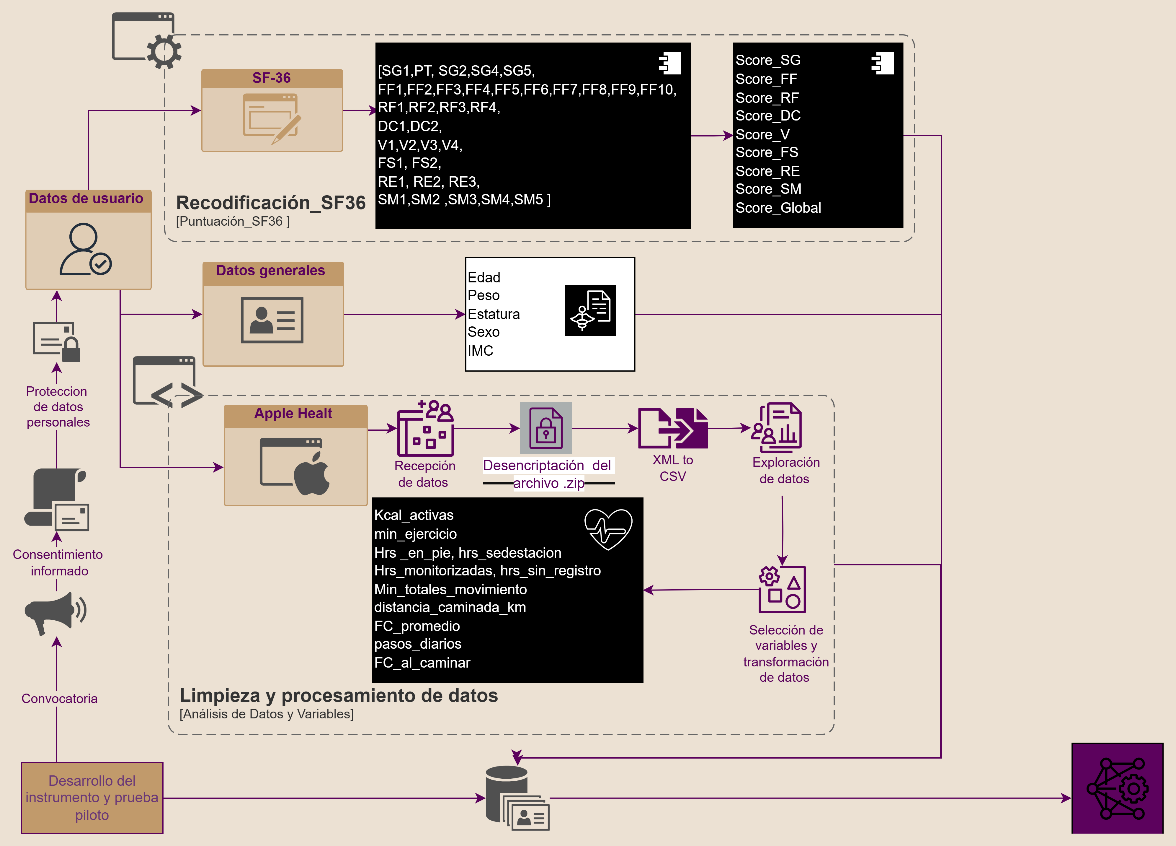 SF-36
[SG1,PT, SG2,SG4,SG5,
FF1,FF2,FF3,FF4,FF5,FF6,FF7,FF8,FF9,FF10,
RF1,RF2,RF3,RF4,
DC1,DC2,
V1,V2,V3,V4,
FS1, FS2,
RE1, RE2, RE3,
SM1,SM2 ,SM3,SM4,SM5 ]
Score_SG
Score_FF
Score_RF
Score_DC
Score_V
Score_FS
Score_RE
Score_SM
Score_Global
Recodificación_SF36
[Puntuación_SF36 ]
Datos de usuario
Datos generales
Edad
Peso
Estatura
Sexo
IMC
Proteccion
de datos
personales
Apple Healt
Recepción
de datos
Desencriptación del
archivo .zip
XML to
CSV
Exploración
de datos
Kcal_activas
min_ejercicio
Hrs _en_pie, hrs_sedestacion
Hrs_monitorizadas, hrs_sin_registro
Min_totales_movimiento
distancia_caminada_km
FC_promedio
pasos_diarios
FC_al_caminar
Selección de
variables y
transformación
de datos
Consentimiento
informado
Limpieza y procesamiento de datos
[Análisis de Datos y Variables]
Convocatoria
Desarrollo del
instrumento y prueba
piloto